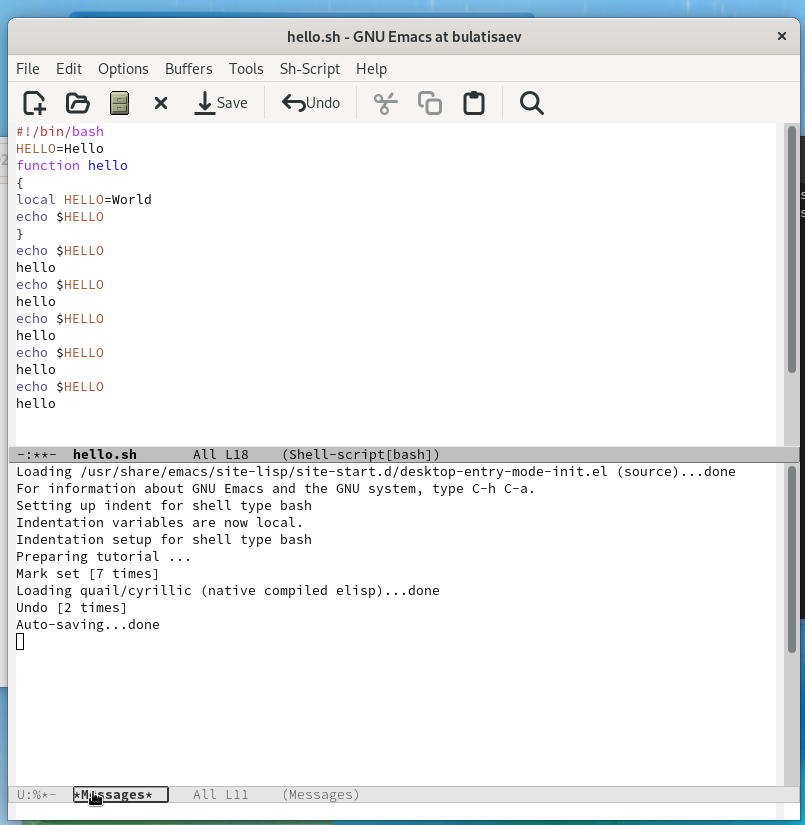 hello.sh - GNU Emacs at bulatisaev
File Edit Options Buffers Tools Sh-Script Help
Save Undo
#!/bin/bash
HELLO=Hello
function hello
{
local HELLO=World
echo $HELLO
}
echo $HELLO
hello
echo $HELLO
hello
echo $HELLO
hello
echo $HELLO
hello
echo $HELLO
hello
-:**- hello.sh All L18 (Shell-script[bash])
Loading /usr/share/emacs/site-lisp/site-start.d/desktop-entry-mode-init.el (source)...done
For information about GNU Emacs and the GNU system, type C-h C-a.
Setting up indent for shell type bash
Indentation variables are now local.
Indentation setup for shell type bash
Preparing tutorial ...
Mark set [7 times]
Loading quail/cyrillic (native compiled elisp)...done
Undo [2 times]
Auto-saving...done
U:%*- *Messages* All L11 (Messages)